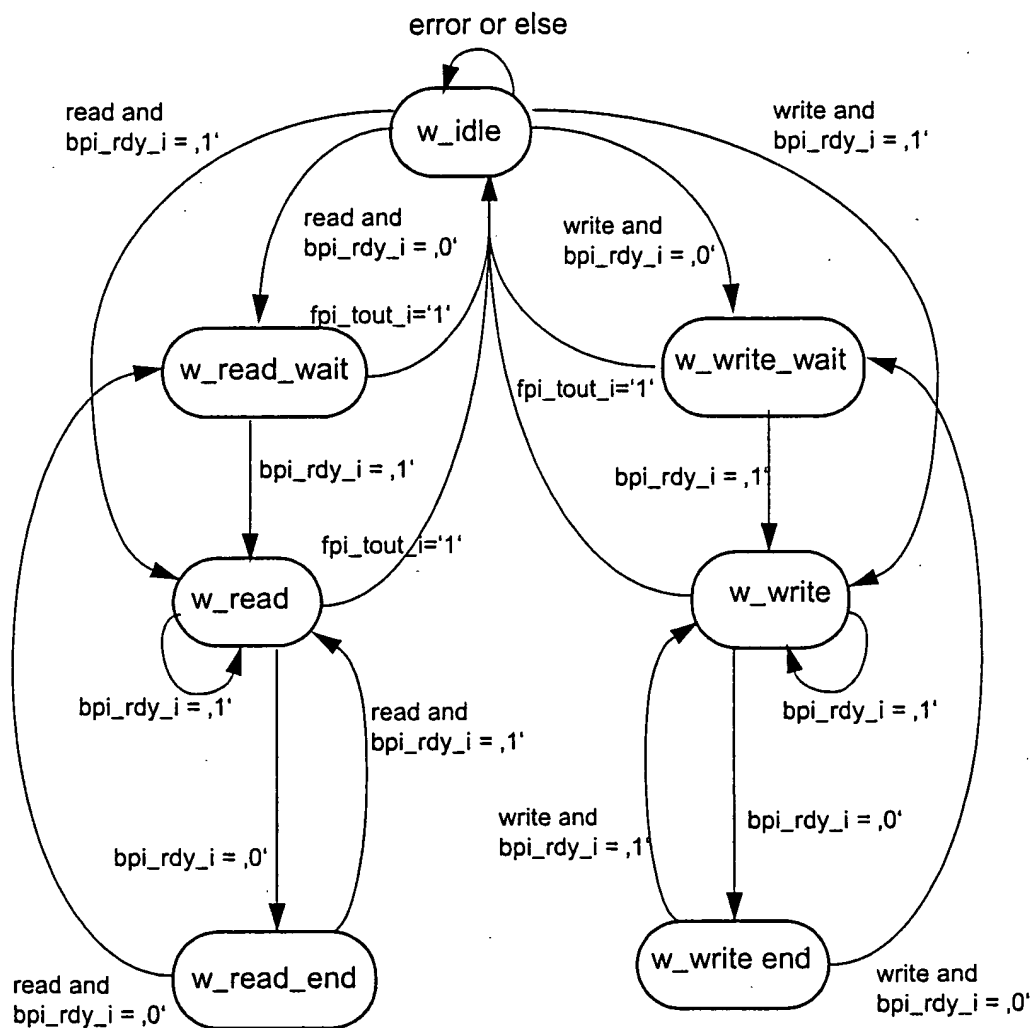 error or else
read and
bpi_rdy_i = ‚1‘
write and
bpi_rdy_i = ‚1‘
w_idle
read and
bpi_rdy_i = ‚0‘
write and
bpi_rdy_i = ‚0‘
fpi_tout_i='1'
w_read_wait
w_write_wait
fpi_tout_i='1'
bpi_rdy_i = ‚1‘
bpi_rdy_i = ‚1‘
fpi_tout_i='1'
w_read
w_write
bpi_rdy_i = ‚1‘
bpi_rdy_i = ‚1‘
read and
bpi_rdy_i = ‚1‘
write and
bpi_rdy_i = ‚1‘
bpi_rdy_i = ‚0‘
bpi_rdy_i = ‚0‘
w_read_end
w_write end
read and
bpi_rdy_i = ‚0‘
write and
bpi_rdy_i = ‚0‘